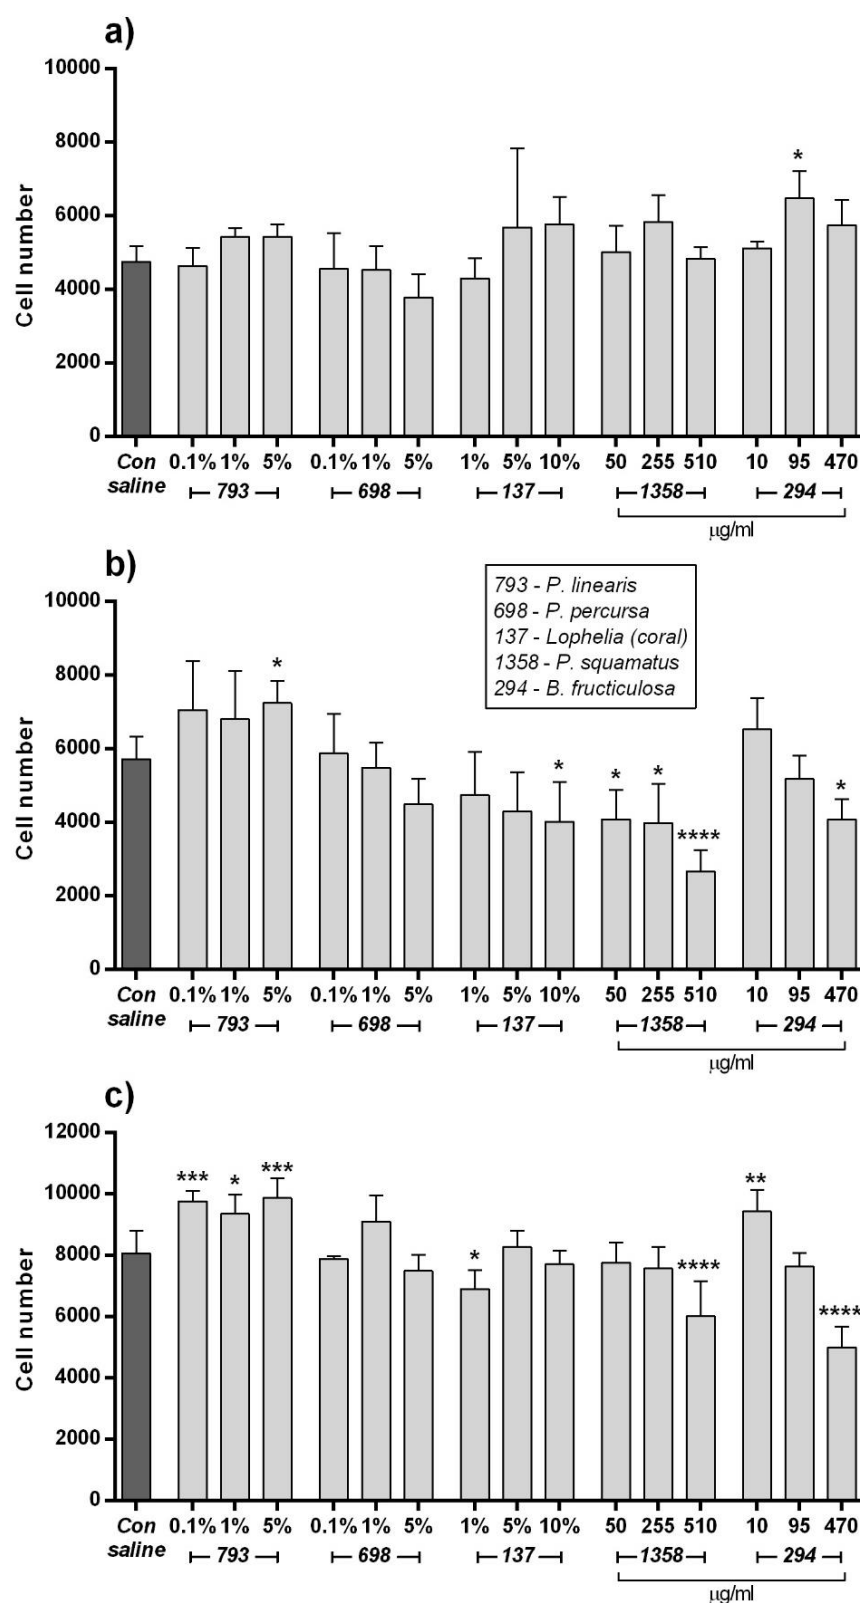 a)
10000
8000
6000
4000
2000
0
Cell number
*
Con saline 0.1% 1% 5% 0.1% 1% 5% 1% 5% 10% 50 255 510 10 95 470
793 698 137 1358 294
µg/ml
b)
793 - P. linearis
698 - P. percursa
137 - Lophelia (coral)
1358 - P. squamatus
294 - B. fructiculosa
10000
8000
6000
4000
2000
0
Cell number
* * * * **** *
Con saline 0.1% 1% 5% 0.1% 1% 5% 1% 5% 10% 50 255 510 10 95 470
793 698 137 1358 294
µg/ml
c)
12000
10000
8000
6000
4000
2000
0
Cell number
*** * *** * **** ** ****
Con saline 0.1% 1% 5% 0.1% 1% 5% 1% 5% 10% 50 255 510 10 95 470
793 698 137 1358 294
µg/ml